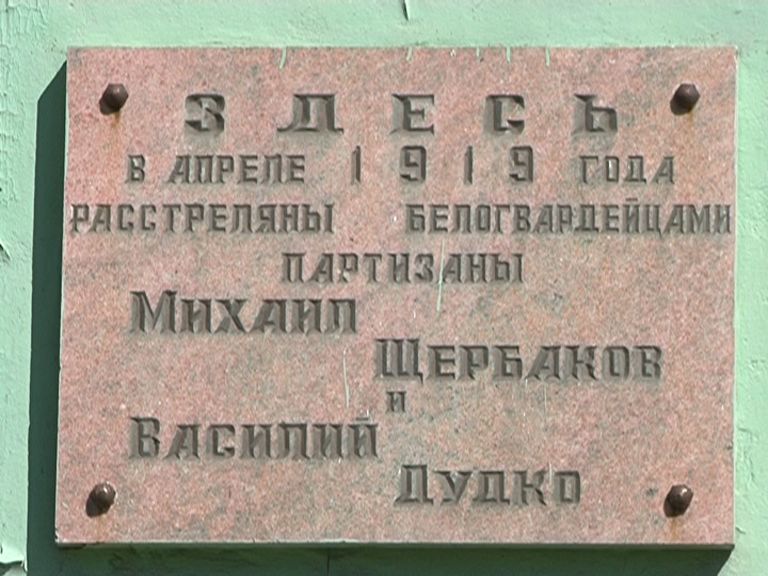 ЗДЕСЬ
В АПРЕЛЕ 1919 ГОДА
РАССТРЕЛЯНЫ БЕЛОГВАРДЕЙЦАМИ
ПАРТИЗАНЫ
МИХАИЛ
ЩЕРБАКОВ
И
ВАСИЛИЙ
ДУДКО